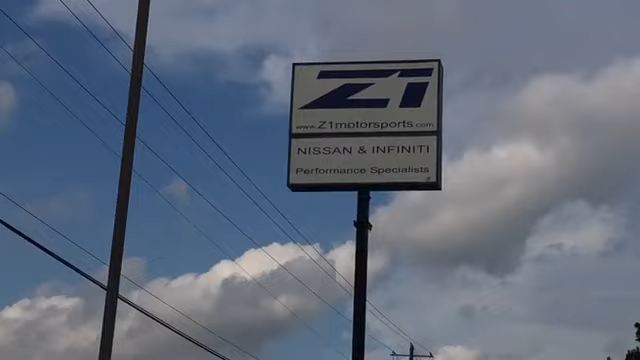 Z1
www.Z1motorsports.com
NISSAN & INFINITI
Performance Specialists